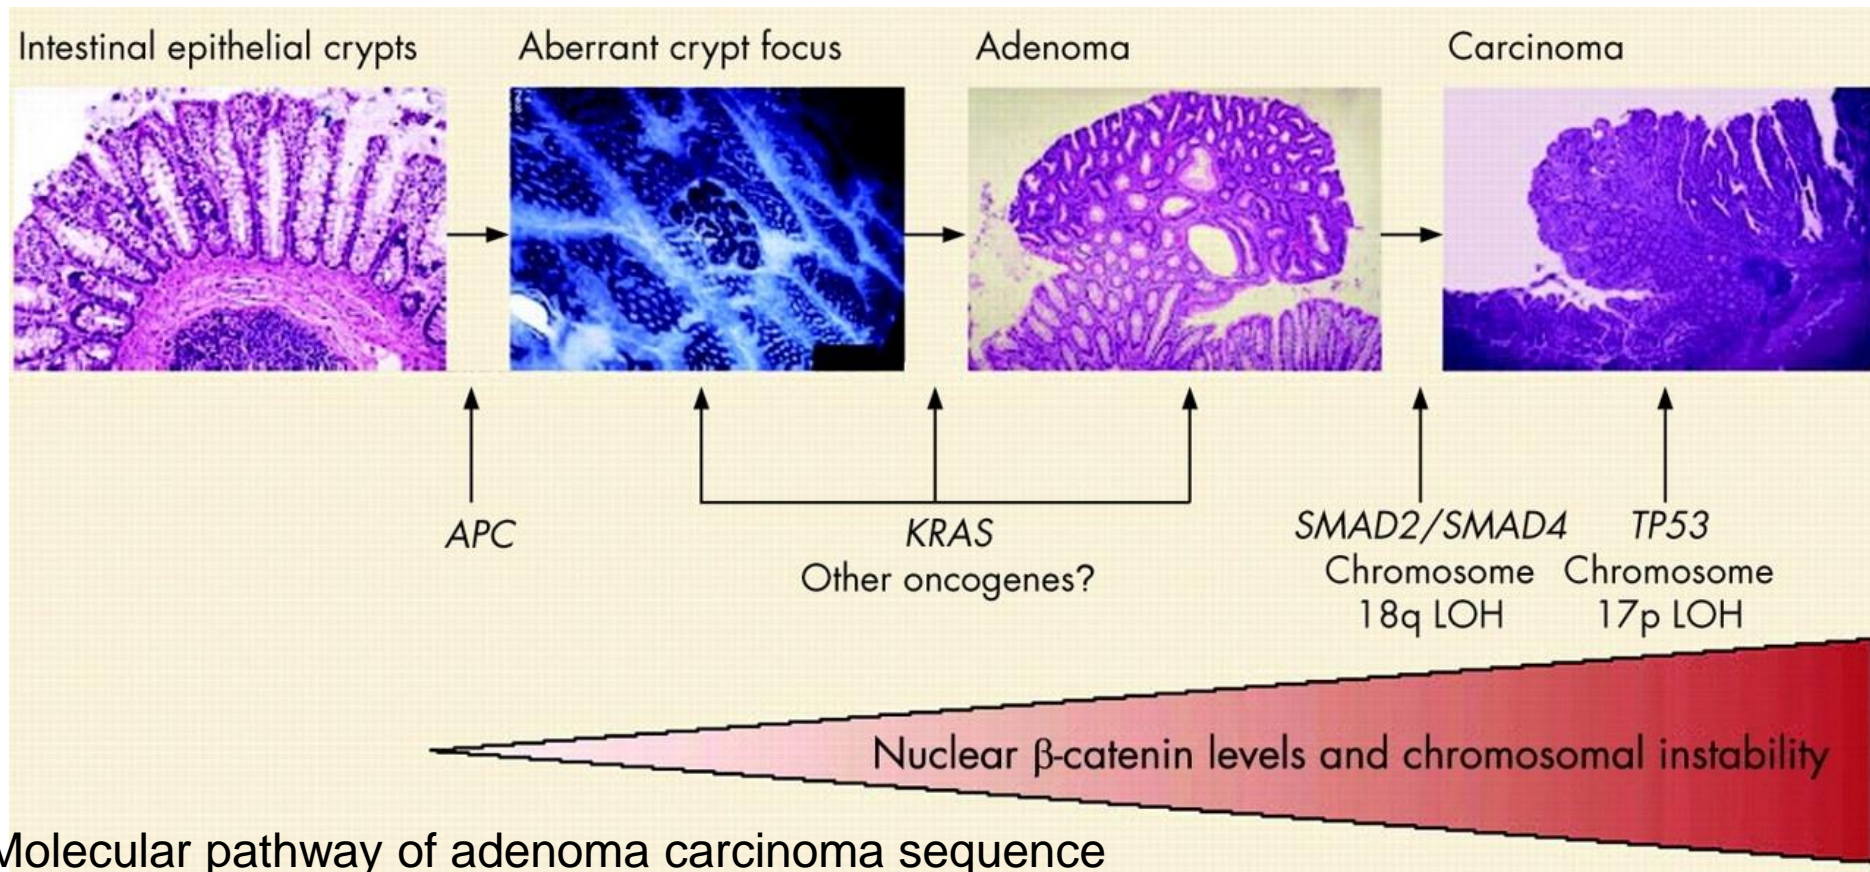 Intestinal epithelial crypts
Aberrant crypt focus
Adenoma
Carcinoma
APC
KRAS
Other oncogenes?
SMAD2/SMAD4
Chromosome
18q LOH
TP53
Chromosome
17p LOH
Nuclear β-catenin levels and chromosomal instability
Molecular pathway of adenoma carcinoma sequence